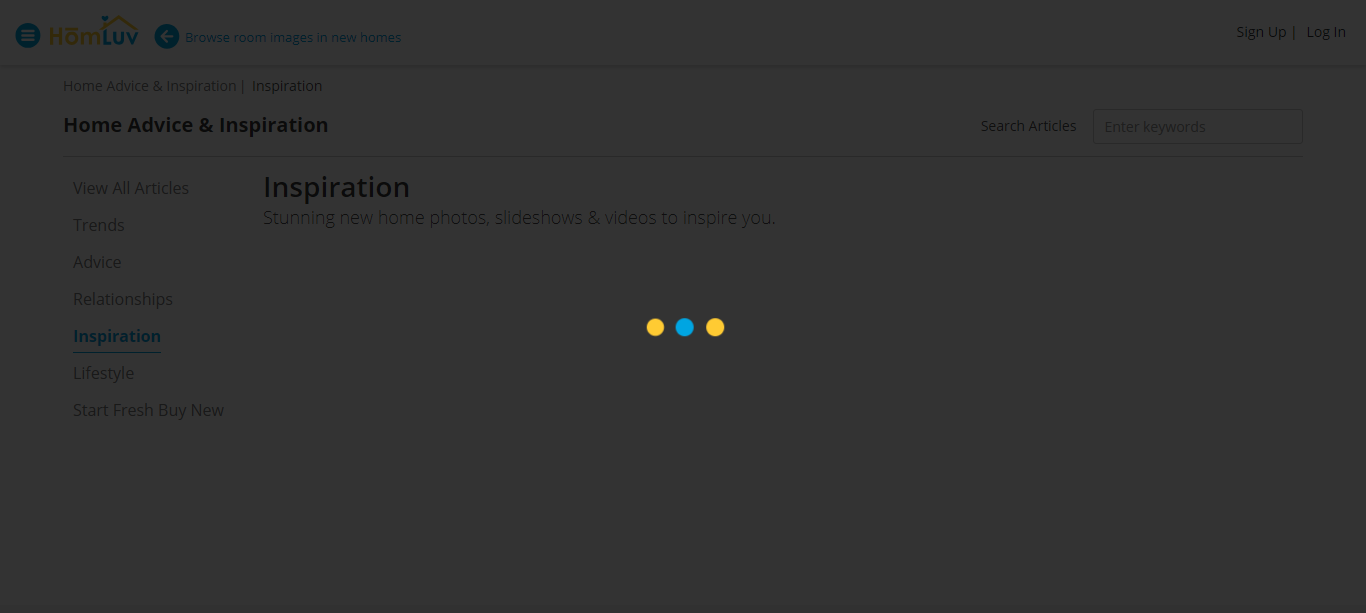 HōmLuv Browse room images in new homes Sign Up | Log In
Home Advice & Inspiration | Inspiration
Home Advice & Inspiration Search Articles Enter keywords
View All Articles
Trends
Advice
Relationships
Inspiration
Lifestyle
Start Fresh Buy New
Inspiration
Stunning new home photos, slideshows & videos to inspire you.